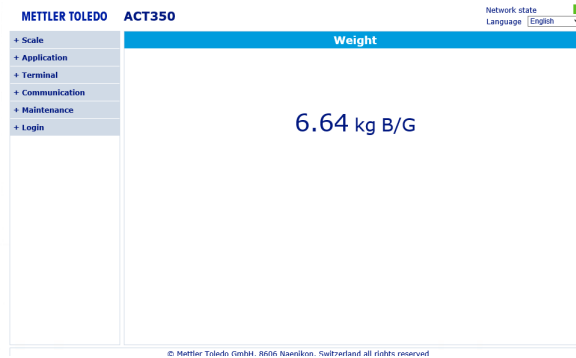 METTLER TOLEDO ACT350
Network state
Language English
+ Scale
+ Application
+ Terminal
+ Communication
+ Maintenance
+ Login
Weight
6.64 kg B/G
© Mettler Toledo GmbH, 8606 Naenikon, Switzerland all rights reserved